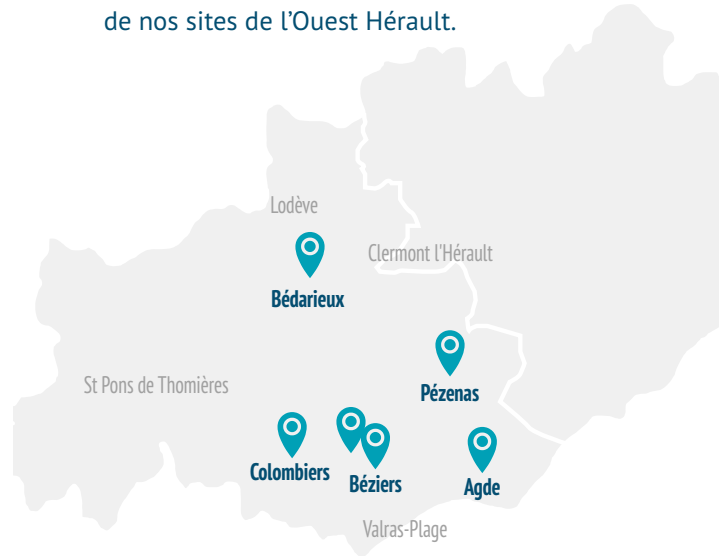 de nos sites de l’Ouest Hérault.
Lodève
Clermont l'Hérault
Bédarieux
St Pons de Thomières
Pézenas
Colombiers
Béziers
Agde
Valras-Plage